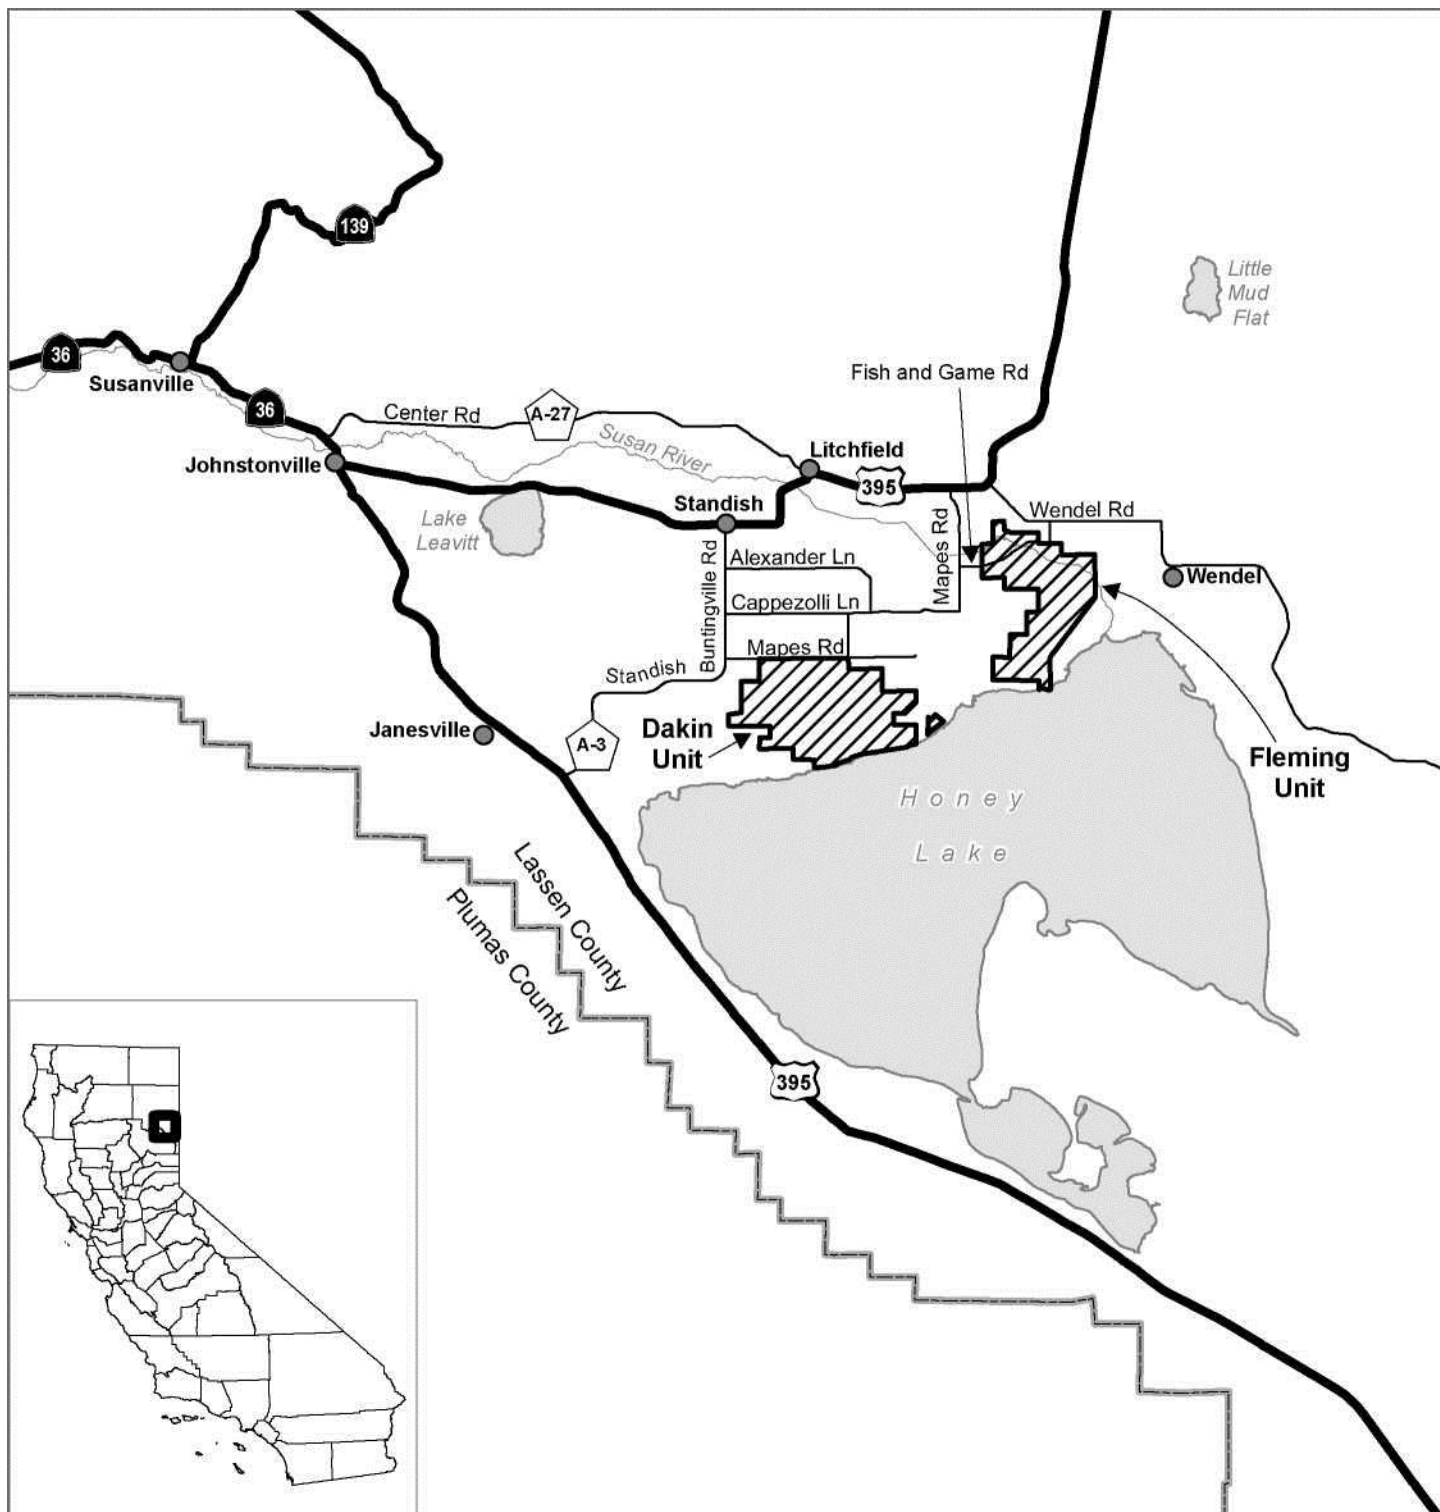 139
Little
Mud
Flat
36
Susanville
Fish and Game Rd
36
Center Rd
A-27
Susan River
Litchfield
Johnstonville
395
Standish
Wendel Rd
Lake
Leavitt
Mapes Rd
Alexander Ln
Buntingville Rd
Wendel
Cappezolli Ln
Mapes Rd
Standish
Janesville
A-3
Dakin
Unit
Fleming
Unit
Honey
Lake
Lassen County
Plumas County
395